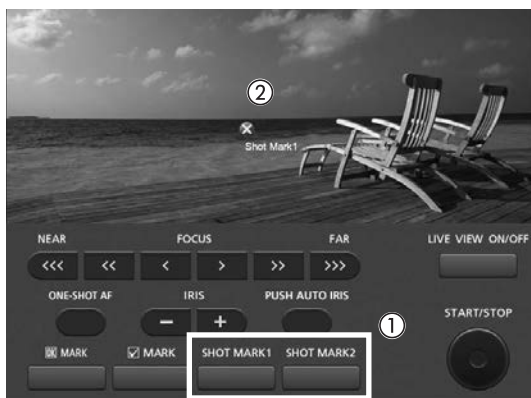 ②
Shot Mark1
NEAR FOCUS FAR LIVE VIEW ON/OFF
<<< << < > >> >>>
ONE-SHOT AF IRIS PUSH AUTO IRIS ①
− + START/STOP
OK MARK ☑ MARK SHOT MARK1 SHOT MARK2